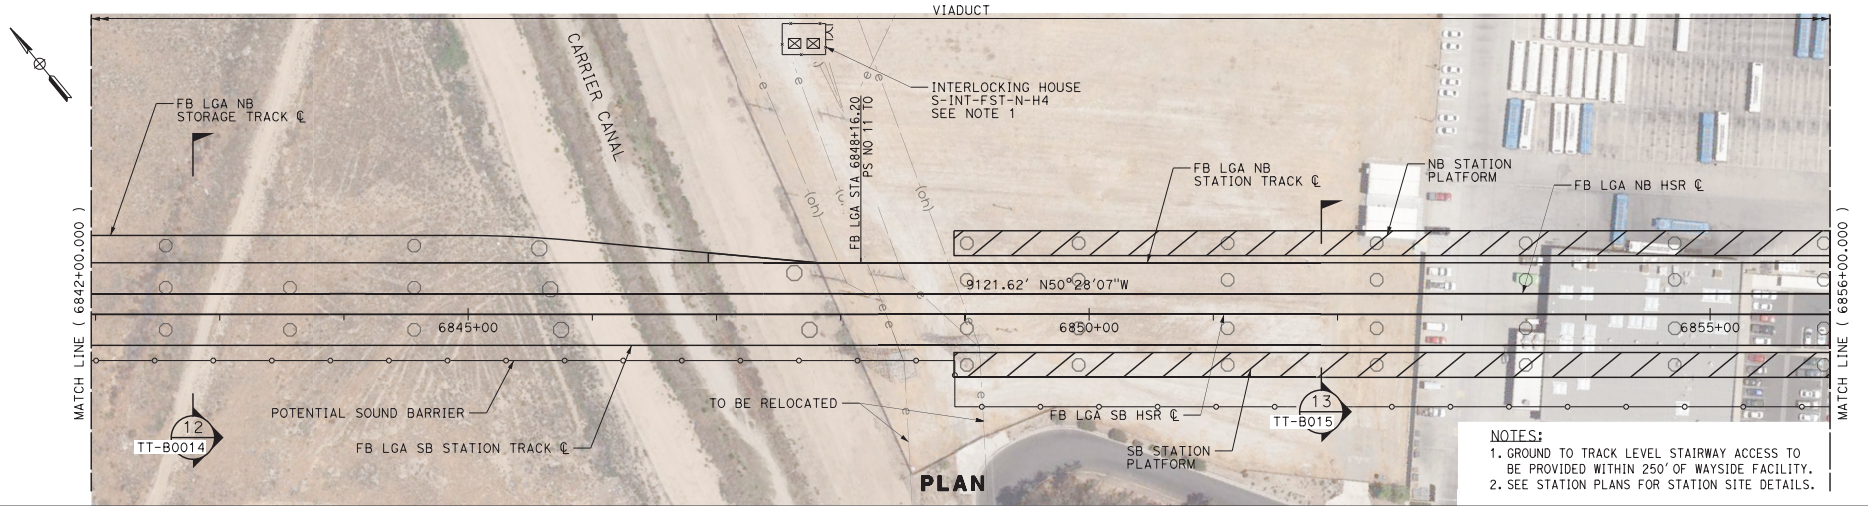 VIADUCT
CARRIER CANAL
FB LGA NB
STORAGE TRACK ℄
INTERLOCKING HOUSE
S-INT-FST-N-H4
SEE NOTE 1
FB LGA STA 6848+16.20
PS NO 11 TO
FB LGA NB
STATION TRACK ℄
NB STATION
PLATFORM
FB LGA NB HSR ℄
e
e
e
e
(oh)
(oh)
MATCH LINE ( 6842+00.000 )
MATCH LINE ( 6856+00.000 )
9121.62' N50°28'07"W
6845+00
6850+00
6855+00
e
e
e
e
POTENTIAL SOUND BARRIER
TO BE RELOCATED
FB LGA SB HSR ℄
12
TT-B0014
13
TT-B015
FB LGA SB STATION TRACK ℄
SB STATION
PLATFORM
PLAN
NOTES:
1. GROUND TO TRACK LEVEL STAIRWAY ACCESS TO
BE PROVIDED WITHIN 250' OF WAYSIDE FACILITY.
2. SEE STATION PLANS FOR STATION SITE DETAILS.